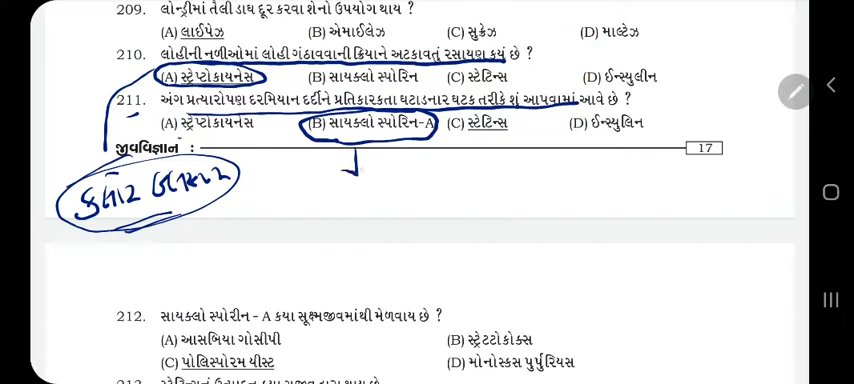 209. લોન્ડ્રીમાં તૈલી ડાઘ દૂર કરવા શેનો ઉપયોગ થાય ?
(A) લાઈપેઝ (B) એમાઈલેઝ (C) સુક્રેઝ (D) માલ્ટેઝ
210. લોહીની નળીઓમાં લોહી ગંઠાવવાની ક્રિયાને અટકાવતું રસાયણ કયું છે ?
(A) સ્ટ્રેપ્ટોકાયનેસ (B) સાયક્લો સ્પોરિન (C) સ્ટેટિન્સ (D) ઈન્સ્યુલીન
211. અંગ પ્રત્યારોપણ દરમિયાન દર્દીને પ્રતિકારકતા ઘટાડનાર ઘટક તરીકે શું આપવામાં આવે છે ?
(A) સ્ટ્રેપ્ટોકાયનેસ (B) સાયક્લો સ્પોરિન-A (C) સ્ટેટિન્સ (D) ઈન્સ્યુલિન
જીવવિજ્ઞાન : 17
212. સાયક્લો સ્પોરીન - A કયા સૂક્ષ્મજીવમાંથી મેળવાય છે ?
(A) આસબિયા ગોસીપી (B) સ્ટ્રેટટોકોક્સ
(C) પોલિસ્પોરમ યીસ્ટ (D) મોનોસ્કસ પુર્પુરિયસ